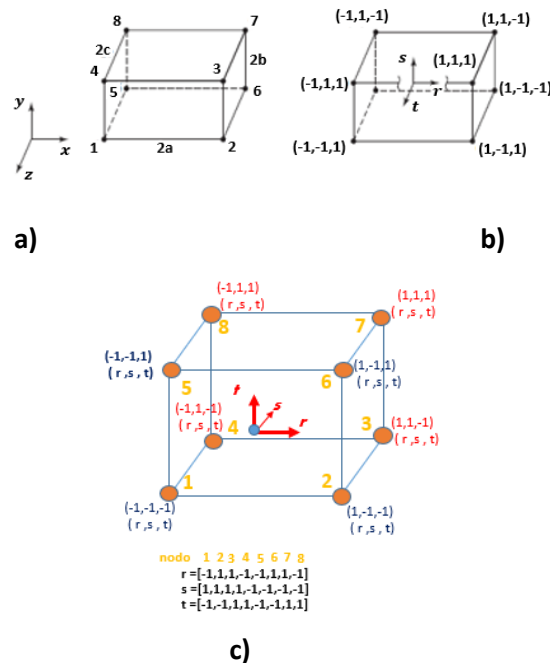 8
7
2c
2b
4
3
5
6
y
1
2a
2
x
z
a)
(-1,1,-1)
(1,1,-1)
s
(1,1,1)
(-1,1,1)
r
(1,-1,-1)
t
(-1,-1,1)
(1,-1,1)
b)
(-1,1,1)
( r ,s , t )
8
(1,1,1)
( r ,s , t )
7
(-1,-1,1)
( r ,s , t )
5
(1,-1,1)
( r ,s , t )
6
t
s
r
(-1,1,-1)
( r ,s , t )
4
3
(1,1,-1)
( r ,s , t )
1
2
(-1,-1,-1)
( r ,s , t )
(1,-1,-1)
( r ,s , t )
nodo 1 2 3 4 5 6 7 8
r =[-1,1,1,-1,-1,1,1,-1]
s =[1,1,1,1,-1,-1,-1,-1]
t =[-1,-1,1,1,-1,-1,1,1]
c)